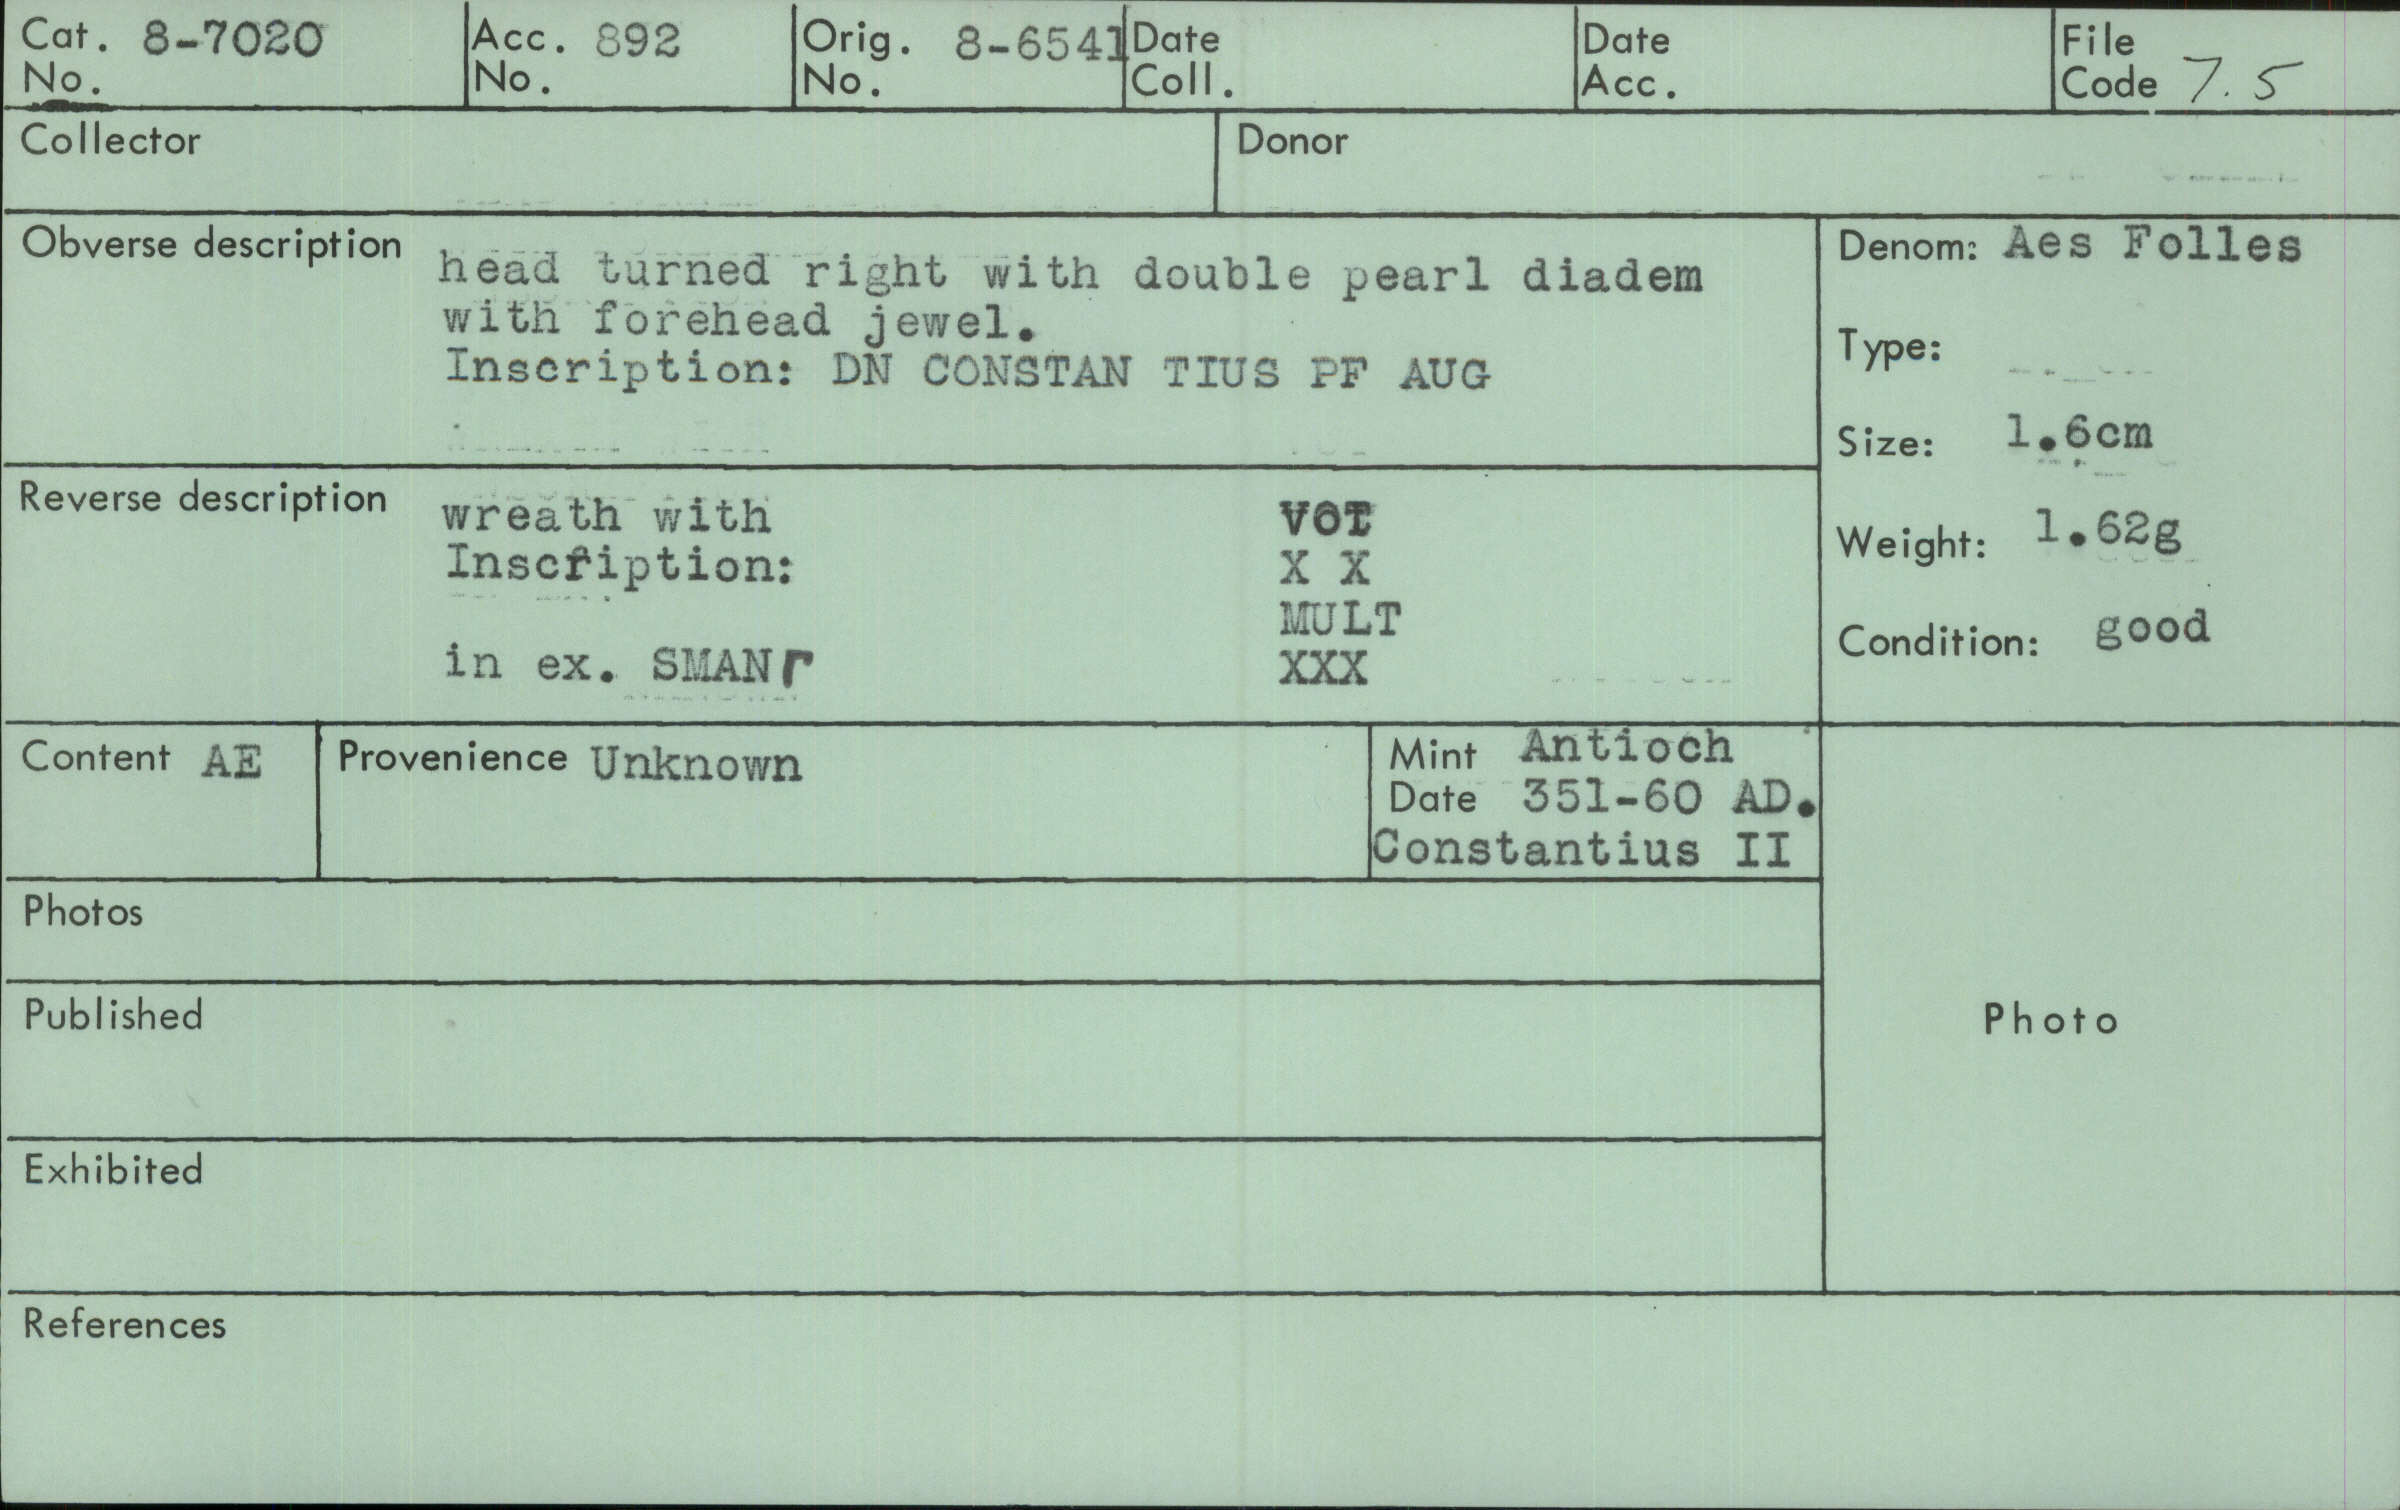 Cat. No. 8-7020
Acc. No. 892
Orig. No. 8-6541
Date Coll.
Date Acc.
File Code 7.5
Collector
Donor
Obverse description
head turned right with double pearl diadem
with forehead jewel.
Inscription: DN CONSTAN TIUS PF AUG
Denom: Aes Folles
Type:
Size: 1.6cm
Weight: 1.62g
Condition: good
Reverse description
wreath with VOT
Inscription: X X
MULT
in ex. SMANΓ XXX
Content AE
Provenience Unknown
Mint Antioch
Date 351-60 AD.
Constantius II
Photos
Published
Photo
Exhibited
References